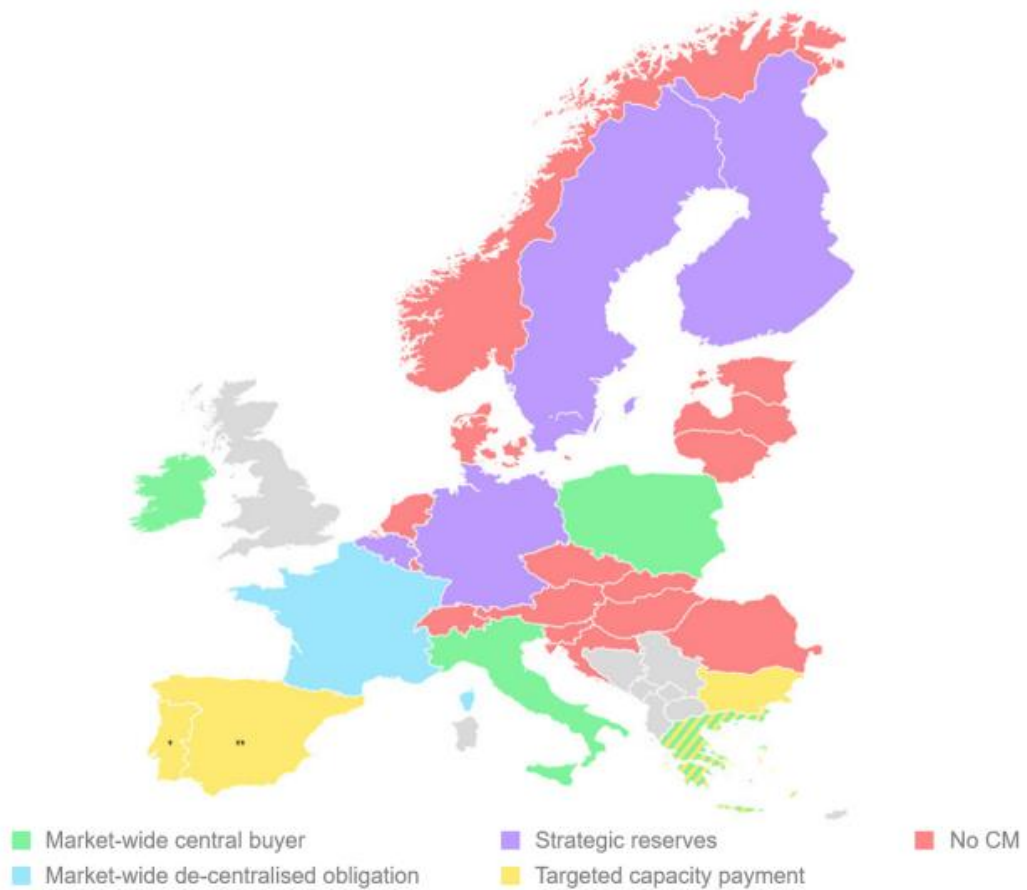 * **
Market-wide central buyer
Strategic reserves
No CM
Market-wide de-centralised obligation
Targeted capacity payment